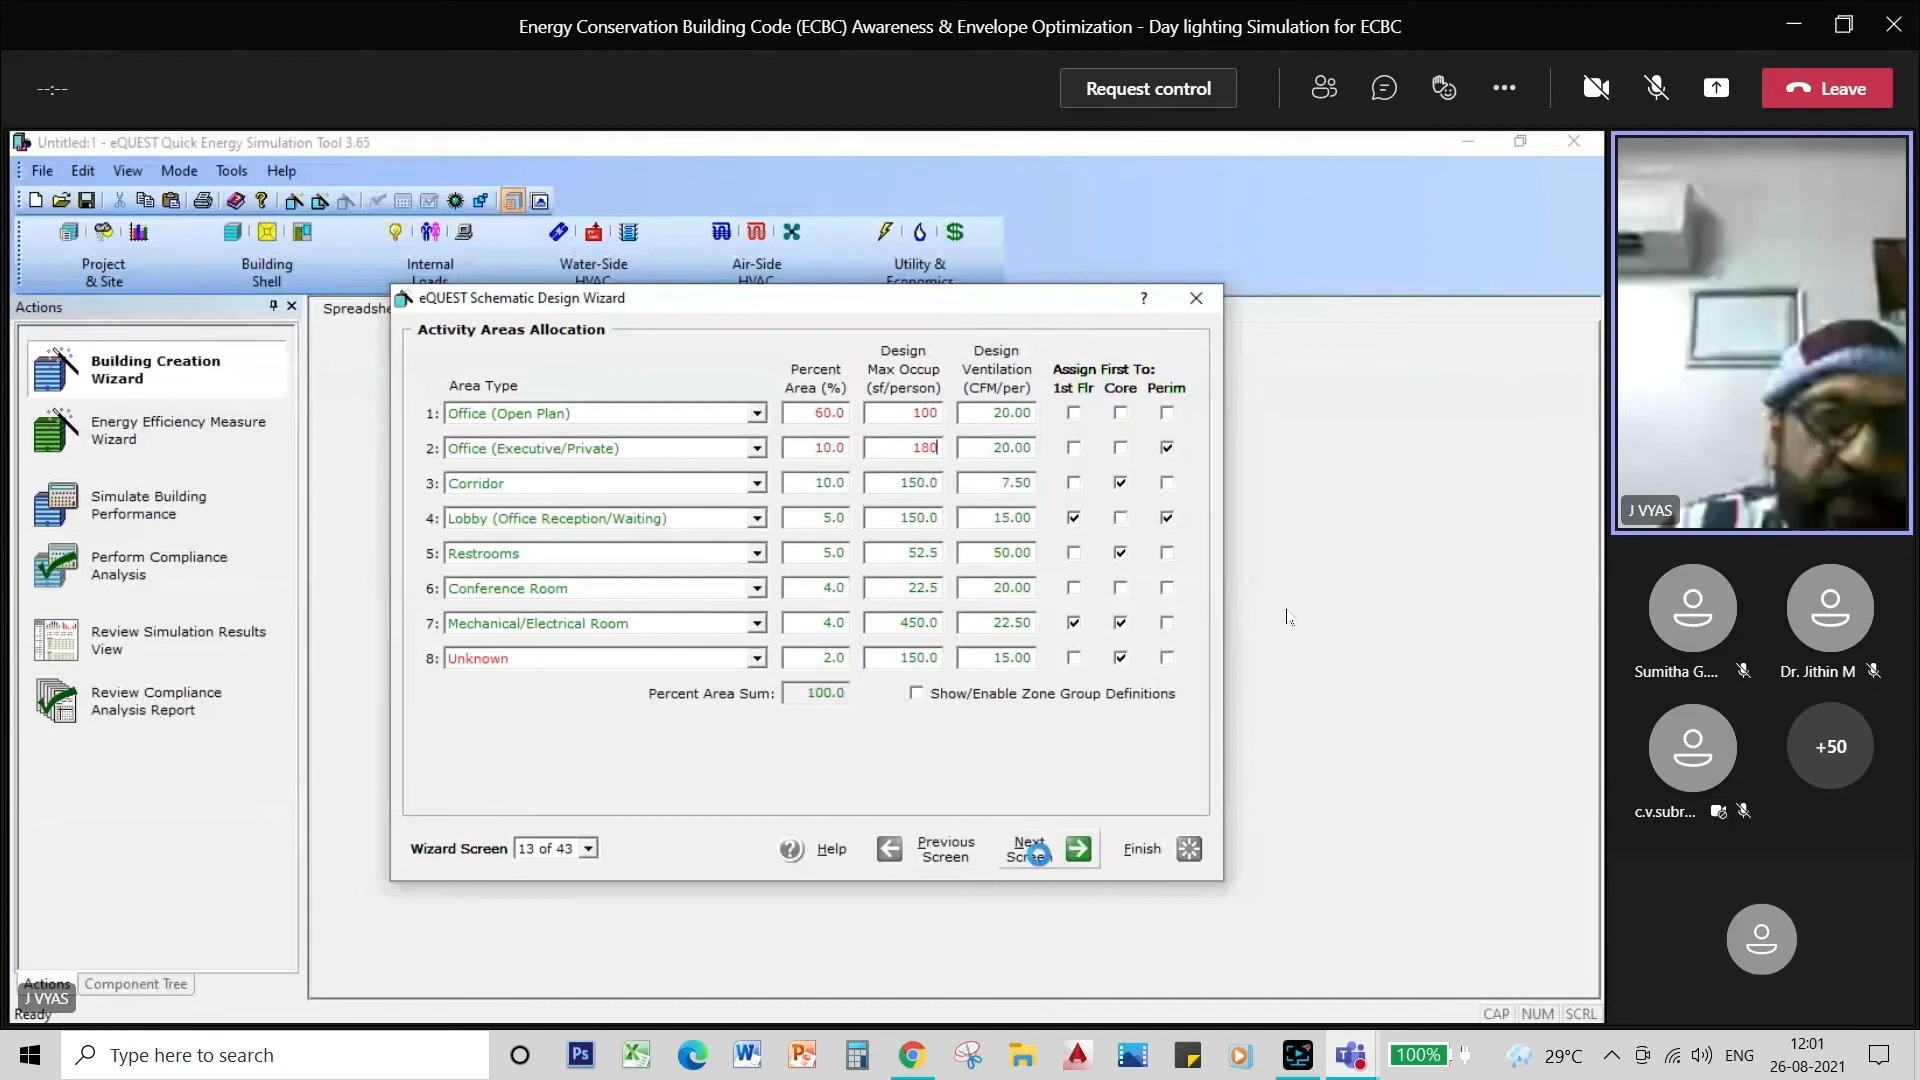 Energy Conservation Building Code (ECBC) Awareness & Envelope Optimization - Day lighting Simulation for ECBC
--:--
Request control
Leave
Untitled:1 - eQUEST Quick Energy Simulation Tool 3.65
File Edit View Mode Tools Help
Project & Site
Building Shell
Internal Loads
Water-Side HVAC
Air-Side HVAC
Utility & Economics
Actions
Spreadshe
Building Creation Wizard
Energy Efficiency Measure Wizard
Simulate Building Performance
Perform Compliance Analysis
Review Simulation Results View
Review Compliance Analysis Report
eQUEST Schematic Design Wizard
?
Activity Areas Allocation
Area Type
Percent Area (%)
Design Max Occup (sf/person)
Design Ventilation (CFM/per)
Assign First To:
1st Flr Core Perim
1: Office (Open Plan) 60.0 100 20.00
2: Office (Executive/Private) 10.0 180 20.00
3: Corridor 10.0 150.0 7.50
4: Lobby (Office Reception/Waiting) 5.0 150.0 15.00
5: Restrooms 5.0 52.5 50.00
6: Conference Room 4.0 22.5 20.00
7: Mechanical/Electrical Room 4.0 450.0 22.50
8: Unknown 2.0 150.0 15.00
Percent Area Sum: 100.0
Show/Enable Zone Group Definitions
Wizard Screen 13 of 43
Help
Previous Screen
Next Screen
Finish
Actions
Component Tree
J VYAS
Ready
CAP NUM SCRL
J VYAS
Sumitha G....
Dr. Jithin M
c.v.subr...
+50
Type here to search
Ps
100%
29°C
ENG
12:01
26-08-2021